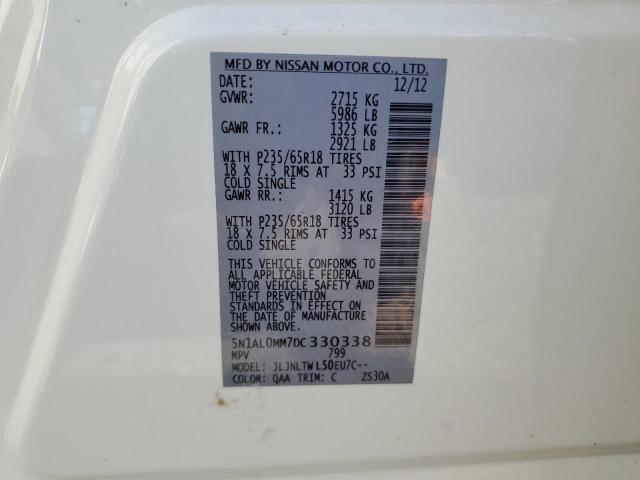 MFD BY NISSAN MOTOR CO., LTD.
DATE: 12/12
GVWR: 2715 KG
5986 LB
GAWR FR.: 1325 KG
2921 LB
WITH P235/65R18 TIRES
18 X 7.5 RIMS AT 33 PSI
COLD SINGLE
GAWR RR.: 1415 KG
3120 LB
WITH P235/65R18 TIRES
18 X 7.5 RIMS AT 33 PSI
COLD SINGLE
THIS VEHICLE CONFORMS TO
ALL APPLICABLE FEDERAL
MOTOR VEHICLE SAFETY AND
THEFT PREVENTION
STANDARDS IN EFFECT ON
THE DATE OF MANUFACTURE
SHOWN ABOVE.
5N1AL0MM7DC330338
MPV 799
MODEL: JLJNLTWL50EU7C--
COLOR: QAA TRIM: C ZS30A